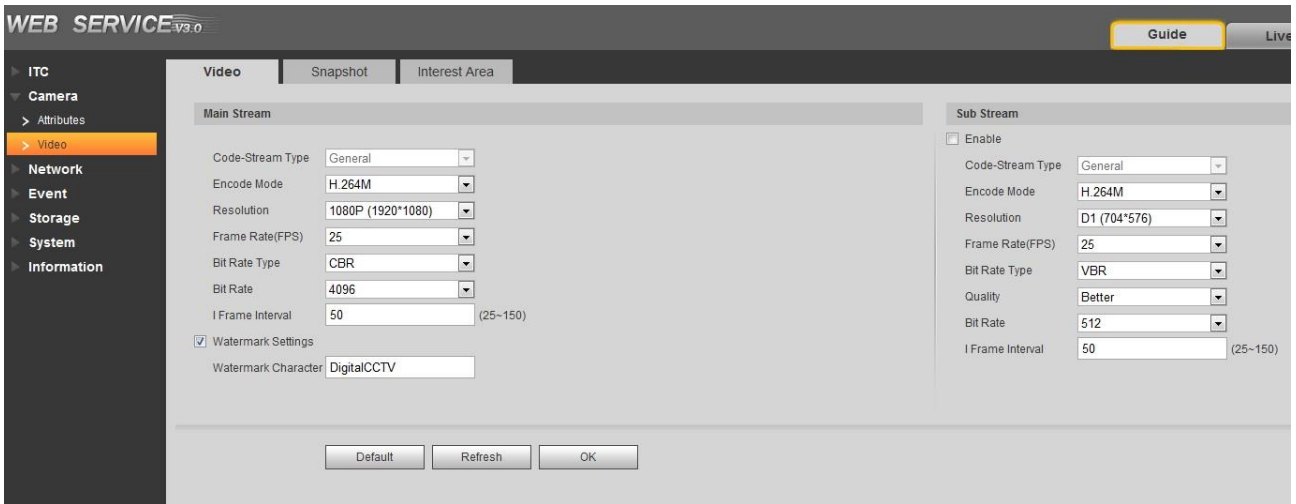 WEB SERVICE V3.0
Guide
Live
ITC
Camera
Attributes
Video
Network
Event
Storage
System
Information
Video Snapshot Interest Area
Main Stream
Code-Stream Type General
Encode Mode H.264M
Resolution 1080P (1920*1080)
Frame Rate(FPS) 25
Bit Rate Type CBR
Bit Rate 4096
I Frame Interval 50 (25~150)
Watermark Settings
Watermark Character DigitalCCTV
Sub Stream
Enable
Code-Stream Type General
Encode Mode H.264M
Resolution D1 (704*576)
Frame Rate(FPS) 25
Bit Rate Type VBR
Quality Better
Bit Rate 512
I Frame Interval 50 (25~150)
Default Refresh OK